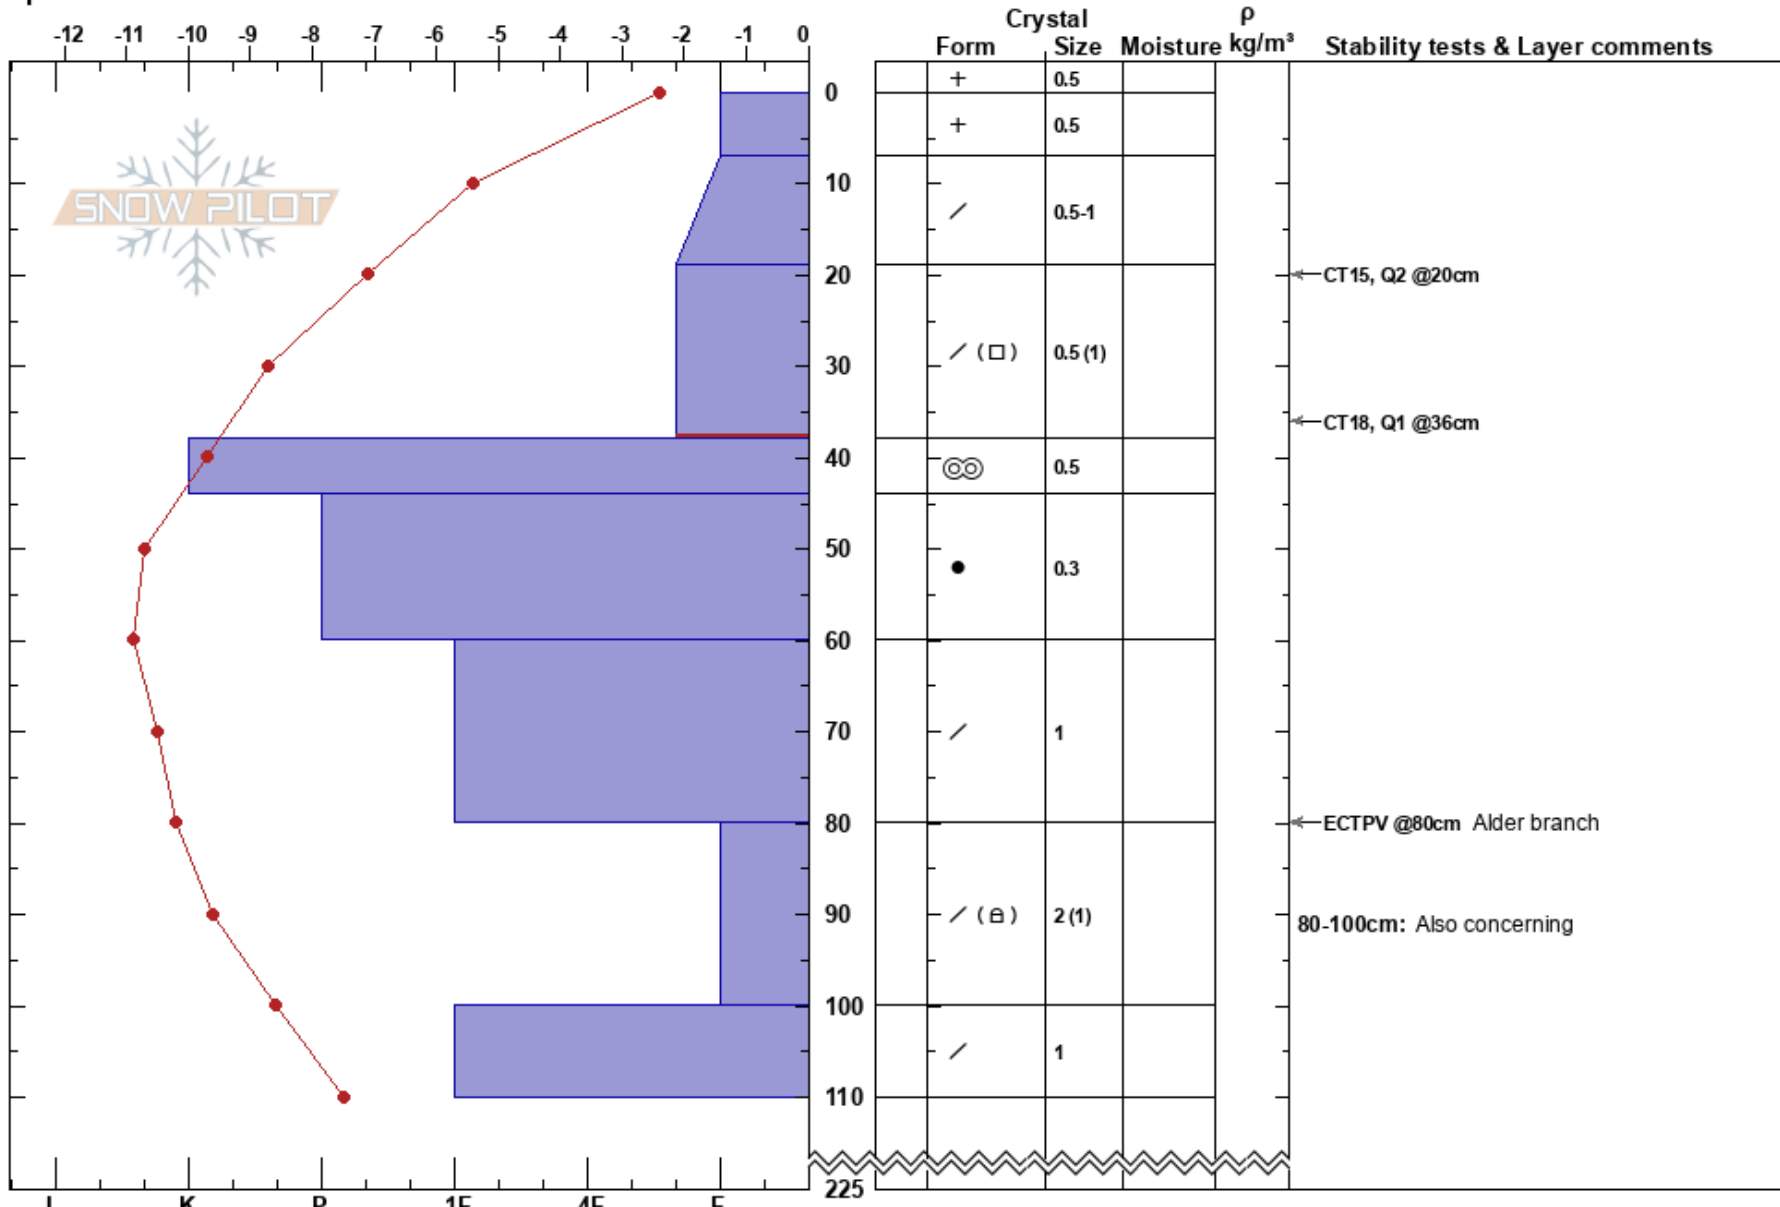 Crystal ρ
-12 -11 -10 -9 -8 -7 -6 -5 -4 -3 -2 -1 0 Form Size Moisture kg/m³ Stability tests & Layer comments
+ 0.5
0
+ 0.5
10
SNOW PILOT
/ 0.5-1
20 CT15, Q2 @20cm
/ (□) 0.5 (1)
30
CT18, Q1 @36cm
40 0.5
50
● 0.3
60
70 / 1
80 ECTPV @80cm Alder branch
90 / ( ) 2 (1) 80-100cm: Also concerning
100
/ 1
110
225
I K P 1F 4F F